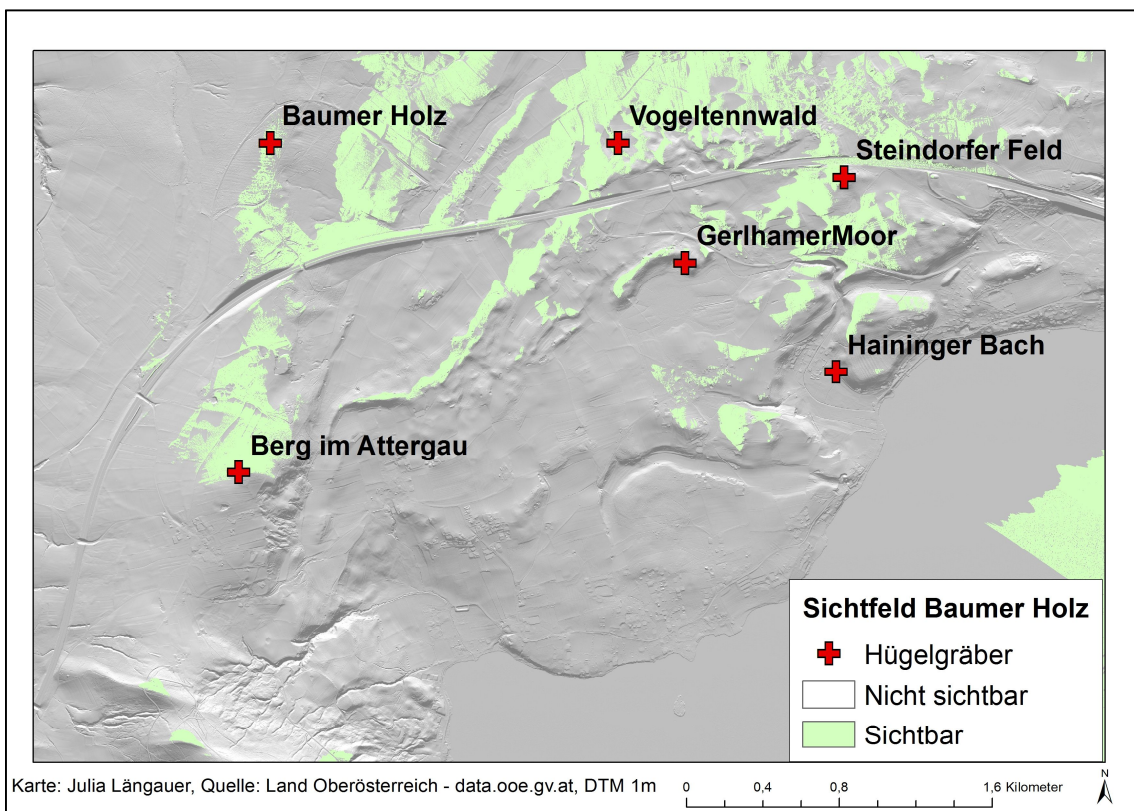 Baumer Holz
Vogeltennwald
Steindorfer Feld
GerlhamerMoor
Haininger Bach
Berg im Attergau
Sichtfeld Baumer Holz
Hügelgräber
Nicht sichtbar
Sichtbar
Karte: Julia Längauer, Quelle: Land Oberösterreich - data.ooe.gv.at, DTM 1m
0 0,4 0,8 1,6 Kilometer
N